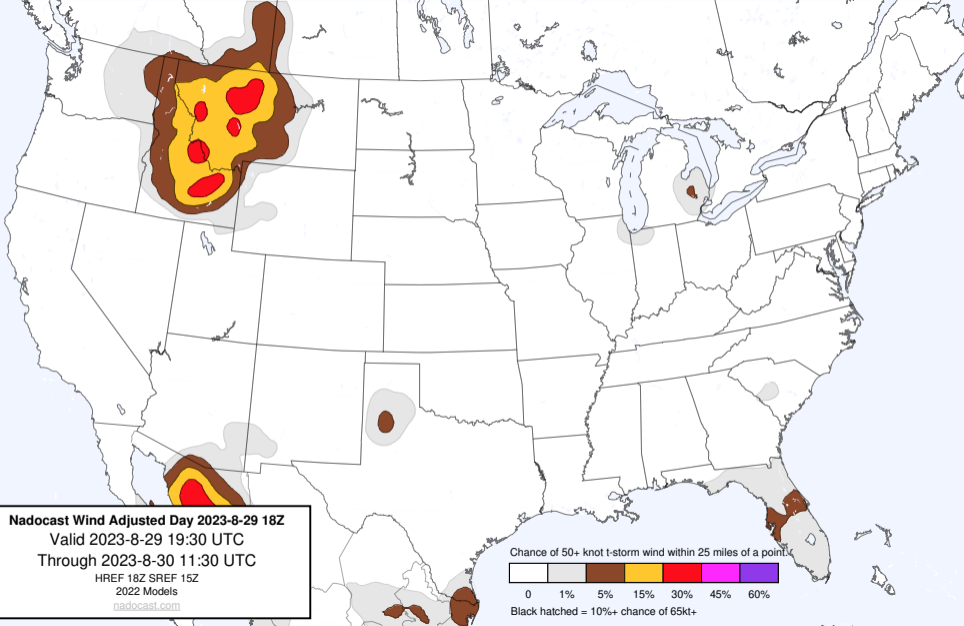 Nadocast Wind Adjusted Day 2023-8-29 18Z
Valid 2023-8-29 19:30 UTC
Through 2023-8-30 11:30 UTC
HREF 18Z SREF 15Z
2022 Models
nadocast.com
Chance of 50+ knot t-storm wind within 25 miles of a point.
0 1% 5% 15% 30% 45% 60%
Black hatched = 10%+ chance of 65kt+